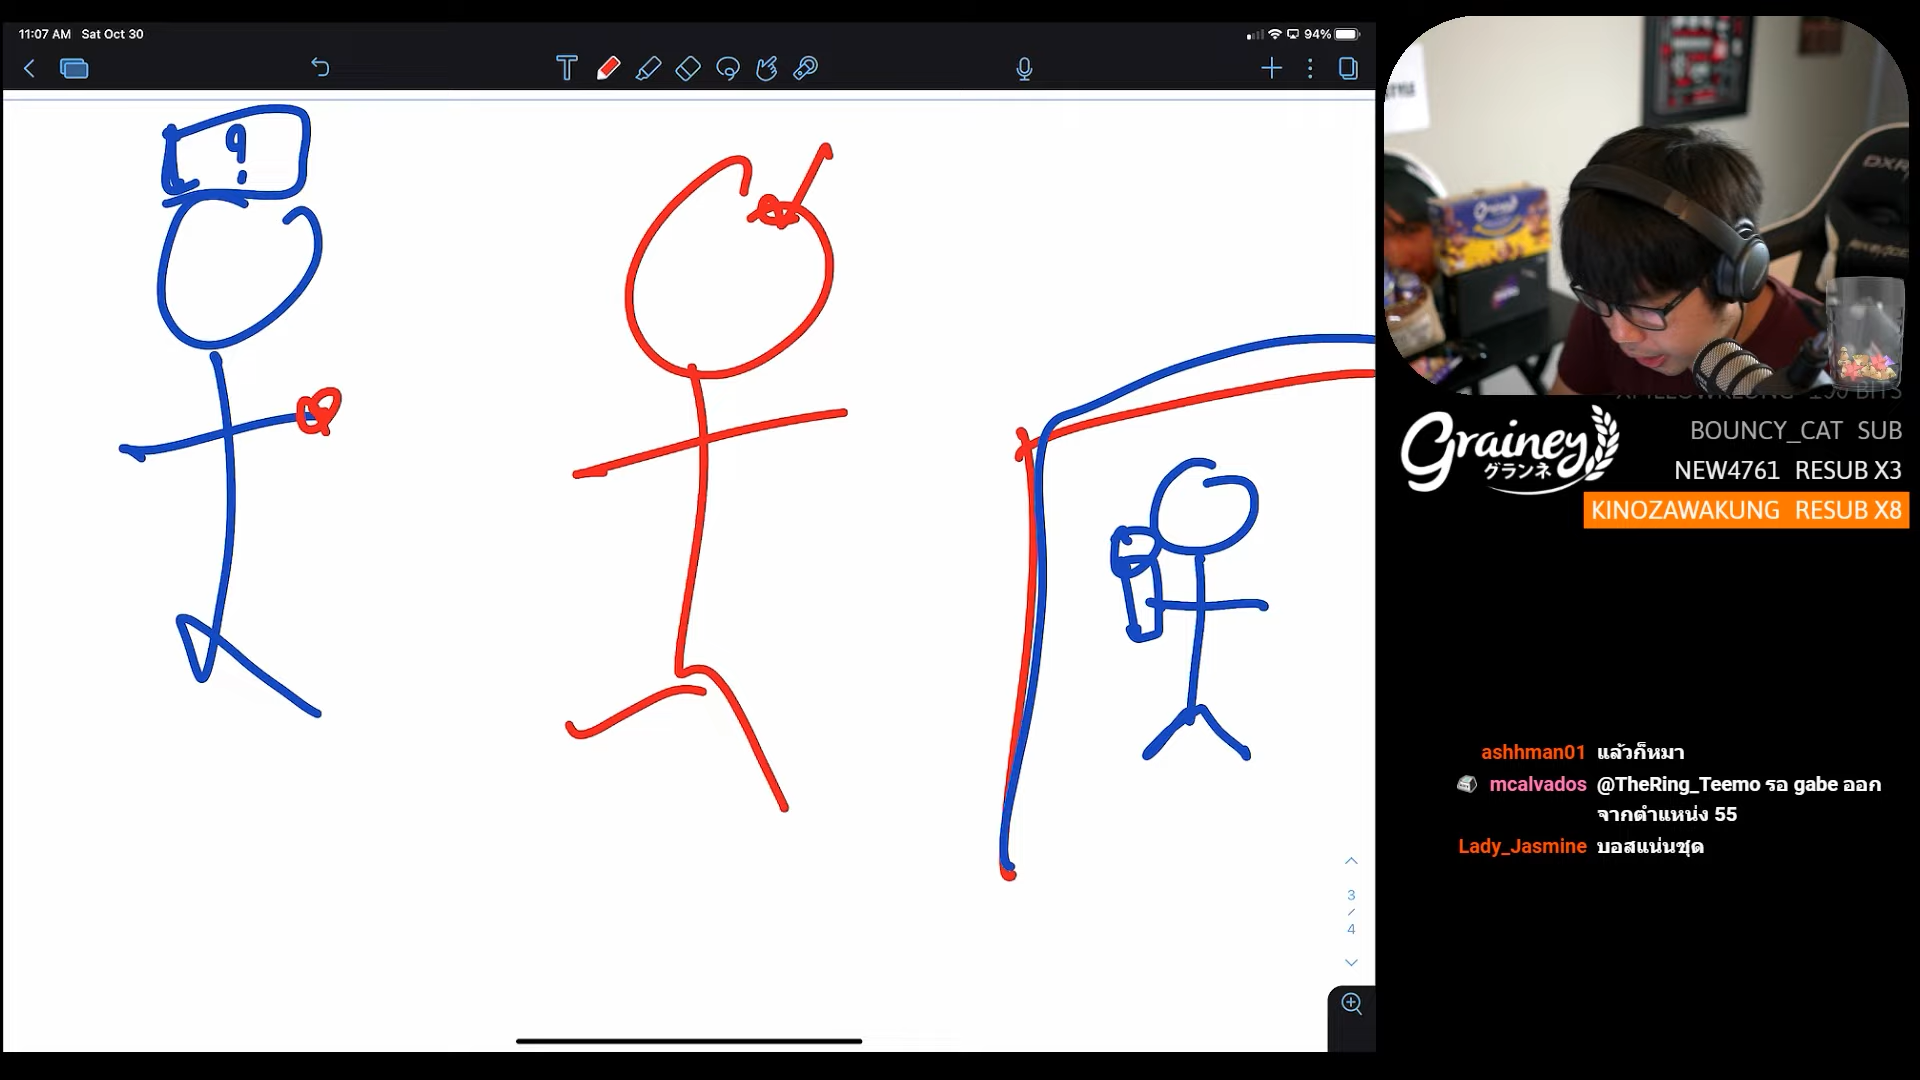 11:07 AM Sat Oct 30
94%
T
Grainey
グランネ
BOUNCY_CAT SUB
NEW4761 RESUB X3
KINOZAWAKUNG RESUB X8
ashhman01 แล้วก็หมา
mcalvados @TheRing_Teemo รอ gabe ออก
จากตำแหน่ง 55
Lady_Jasmine บอสแน่นชุด
3
/
4